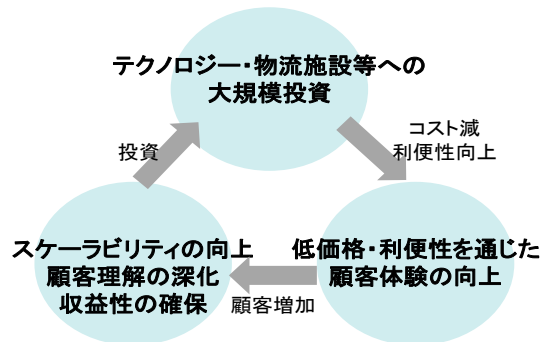 テクノロジー・物流施設等への
大規模投資
コスト減
利便性向上
投資
スケーラビリティの向上
顧客理解の深化
収益性の確保
低価格・利便性を通じた
顧客体験の向上
顧客増加